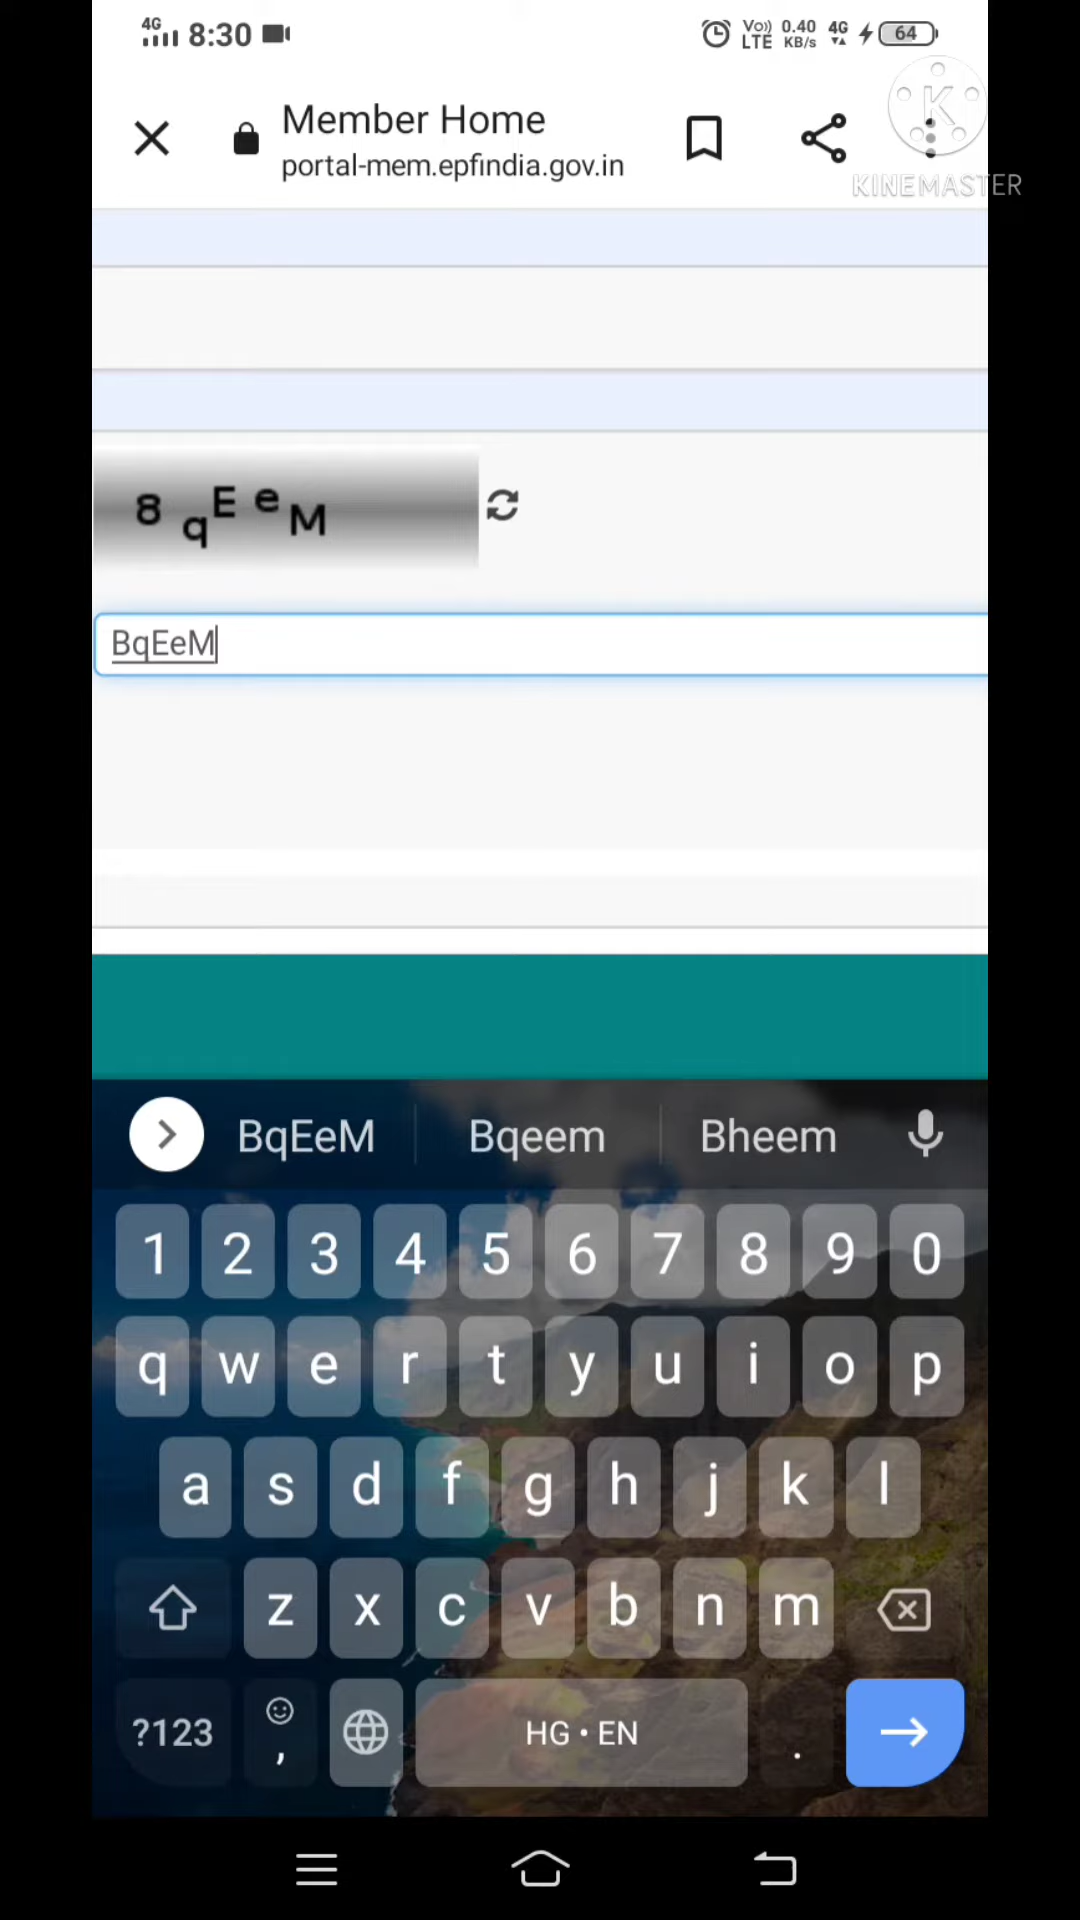 4G 8:30 Vo)) LTE 0.40 KB/s 4G 64
Member Home
portal-mem.epfindia.gov.in
K
KINEMASTER
8 q E e M
BqEeM
BqEeM Bqeem Bheem
1 2 3 4 5 6 7 8 9 0
q w e r t y u i o p
a s d f g h j k l
z x c v b n m
?123 , HG • EN .